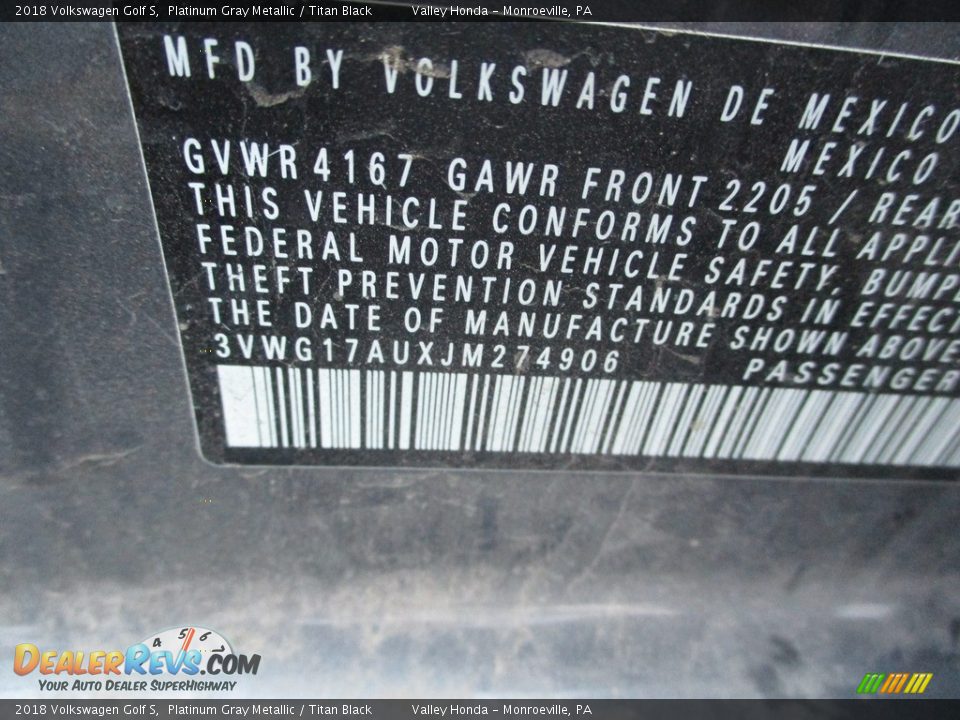 2018 Volkswagen Golf S, Platinum Gray Metallic / Titan Black Valley Honda - Monroeville, PA
MFD BY VOLKSWAGEN DE MEXICO
MEXICO
GVWR 4167 GAWR FRONT 2205 / REAR
THIS VEHICLE CONFORMS TO ALL APPLI
FEDERAL MOTOR VEHICLE SAFETY, BUMPE
THEFT PREVENTION STANDARDS IN EFFECT
THE DATE OF MANUFACTURE SHOWN ABOVE
3VWG17AUXJM274906 PASSENGER
4 5 6
DEALERREVS.COM
YOUR AUTO DEALER SUPERHIGHWAY
2018 Volkswagen Golf S, Platinum Gray Metallic / Titan Black Valley Honda - Monroeville, PA